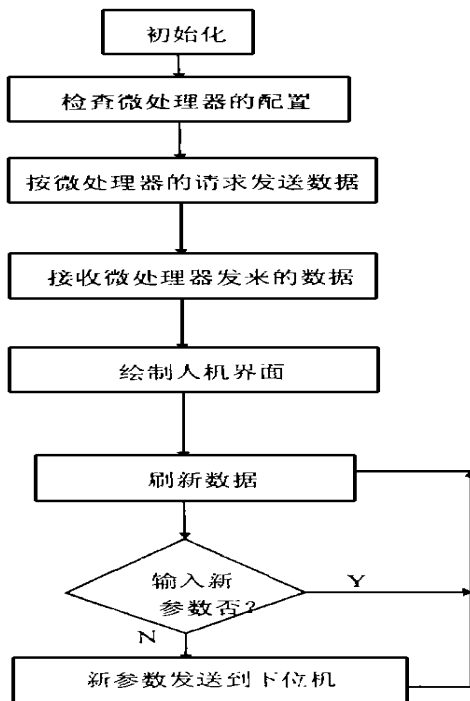 初始化
检查微处理器的配置
按微处理器的请求发送数据
接收微处理器发来的数据
绘制人机界面
刷新数据
输入新
参数否?
Y
N
新参数发送到下位机